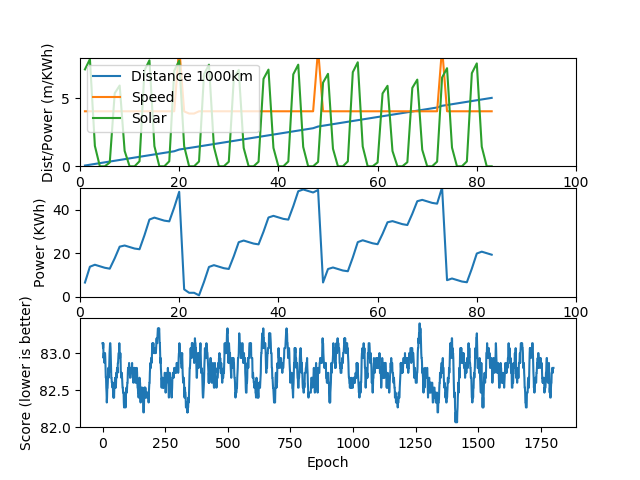 Dist/Power (m/KWh)
5
0
Distance 1000km
Speed
Solar
0 20 40 60 80 100
Power (KWh)
40
20
0
0 20 40 60 80 100
Score (lower is better)
83.0
82.5
82.0
0 250 500 750 1000 1250 1500 1750
Epoch